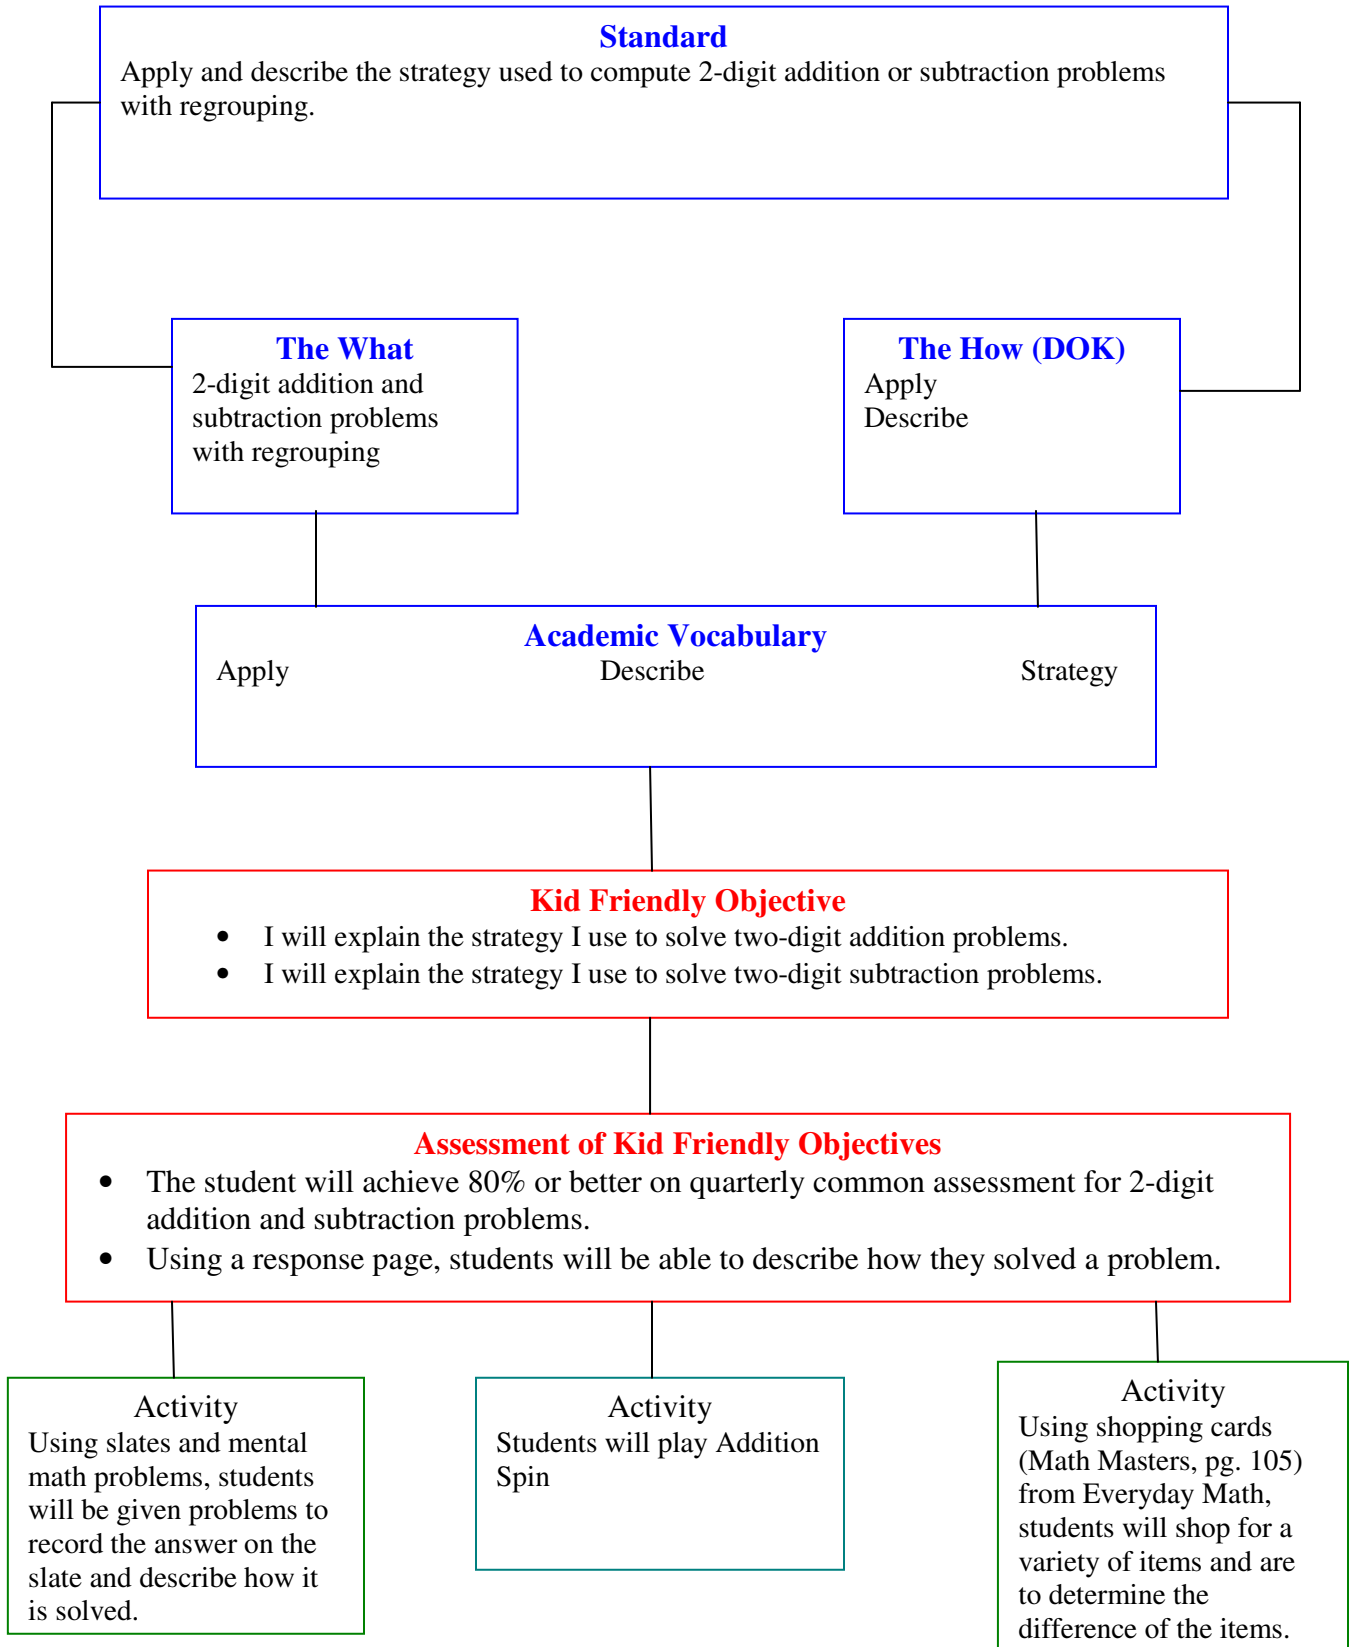 Standard
Apply and describe the strategy used to compute 2-digit addition or subtraction problems
with regrouping.
The What
2-digit addition and
subtraction problems
with regrouping
The How (DOK)
Apply
Describe
Academic Vocabulary
Apply Describe Strategy
Kid Friendly Objective
• I will explain the strategy I use to solve two-digit addition problems.
• I will explain the strategy I use to solve two-digit subtraction problems.
Assessment of Kid Friendly Objectives
• The student will achieve 80% or better on quarterly common assessment for 2-digit
addition and subtraction problems.
• Using a response page, students will be able to describe how they solved a problem.
Activity
Using slates and mental
math problems, students
will be given problems to
record the answer on the
slate and describe how it
is solved.
Activity
Students will play Addition
Spin
Activity
Using shopping cards
(Math Masters, pg. 105)
from Everyday Math,
students will shop for a
variety of items and are
to determine the
difference of the items.